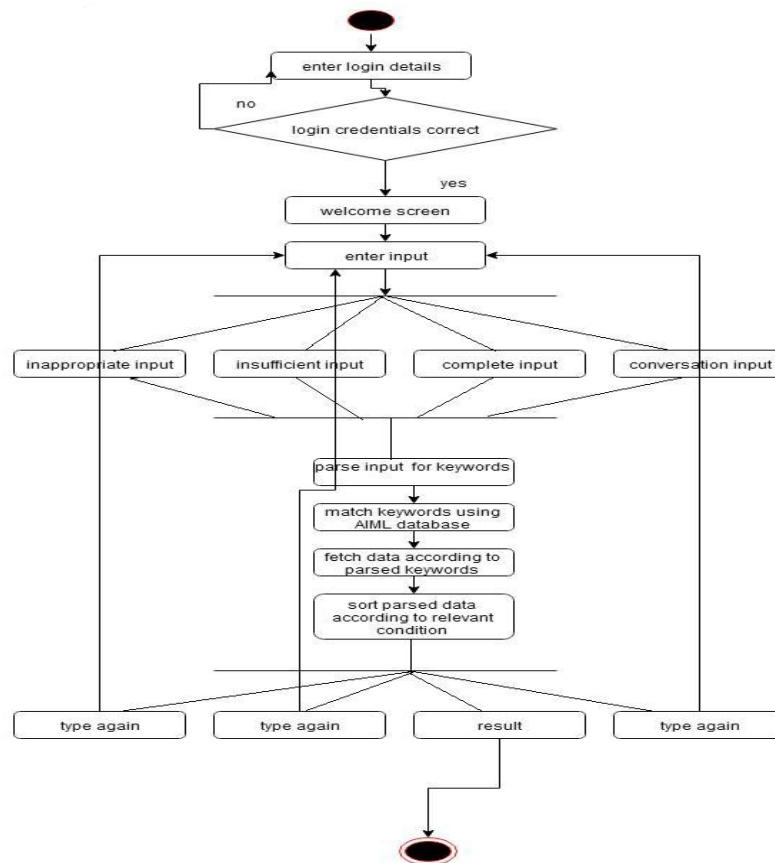 enter login details
no
login credentials correct
yes
welcome screen
enter input
inappropriate input
insufficient input
complete input
conversation input
parse input for keywords
match keywords using
AIML database
fetch data according to
parsed keywords
sort parsed data
according to relevant
condition
type again
type again
result
type again